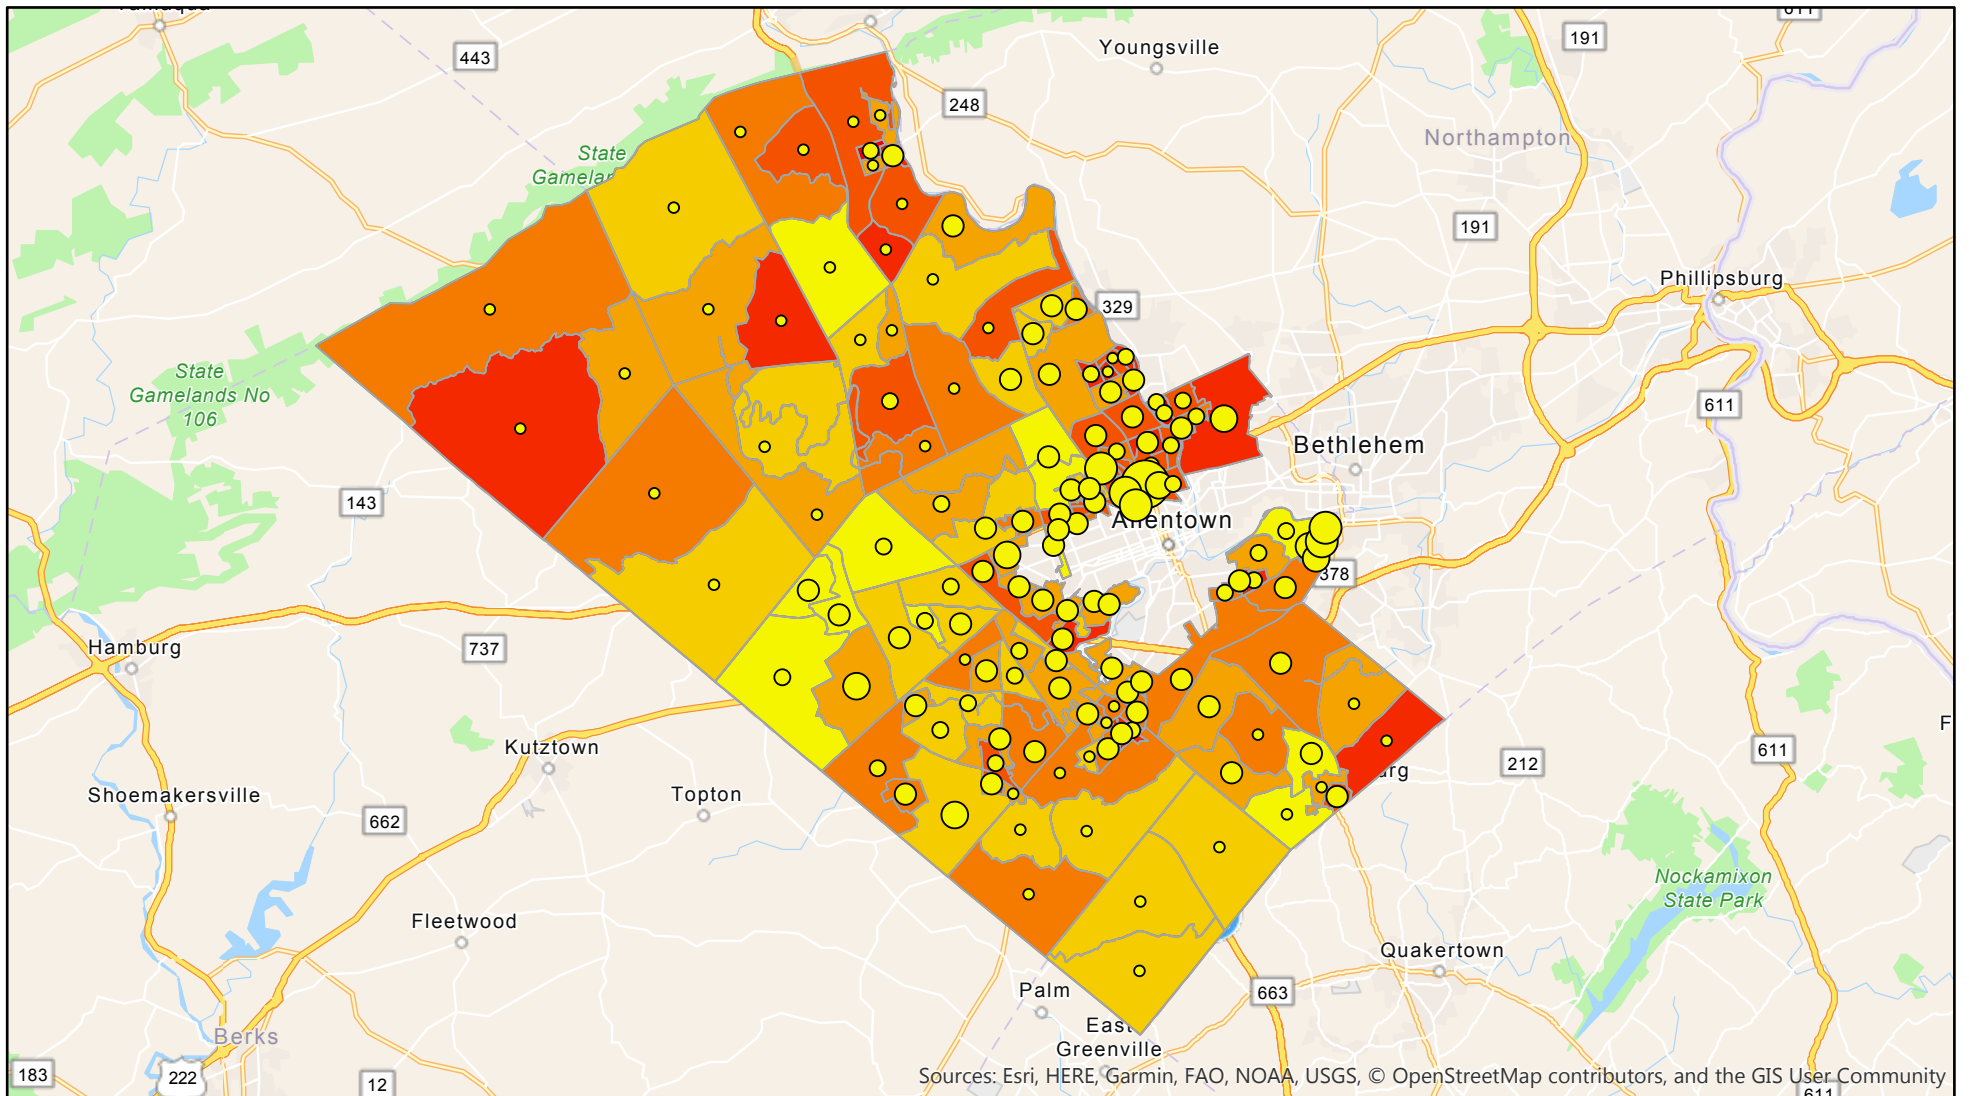 611
443
Youngsville
191
248
Northampton
State
191
Phillipsburg
329
State
Gamelands No
106
611
Bethlehem
143
Allentown
378
Hamburg
737
F
Kutztown
611
212
Shoemakersville
Topton
662
Nockamixon
State Park
Fleetwood
Quakertown
Palm
663
East
Greenville
Berks
183
222
12
Sources: Esri, HERE, Garmin, FAO, NOAA, USGS, © OpenStreetMap contributors, and the GIS User Community
611